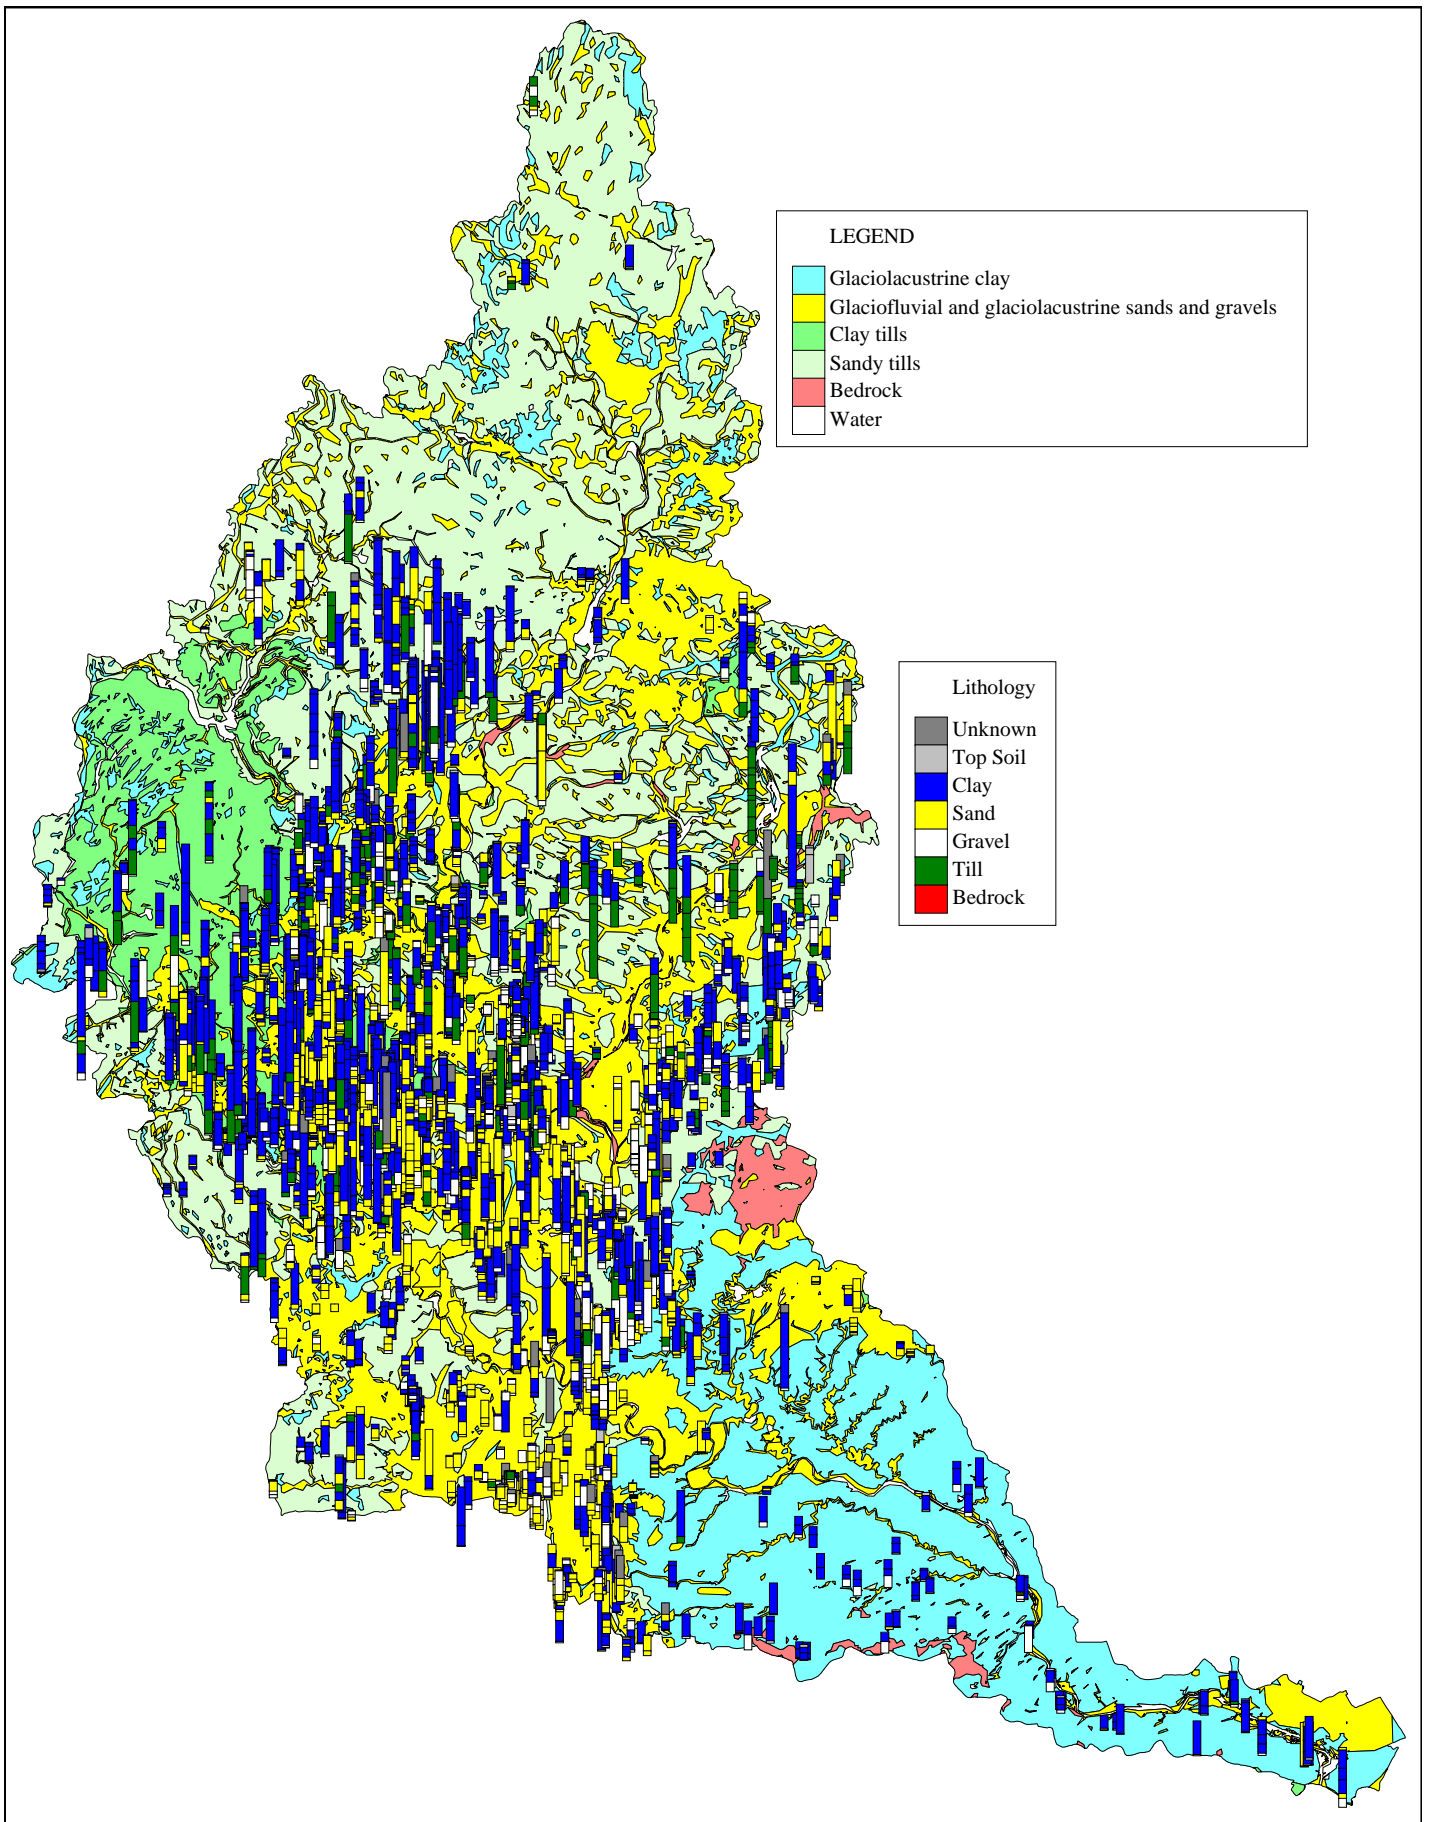 LEGEND
Glaciolacustrine clay
Glaciofluvial and glaciolacustrine sands and gravels
Clay tills
Sandy tills
Bedrock
Water
Lithology
Unknown
Top Soil
Clay
Sand
Gravel
Till
Bedrock